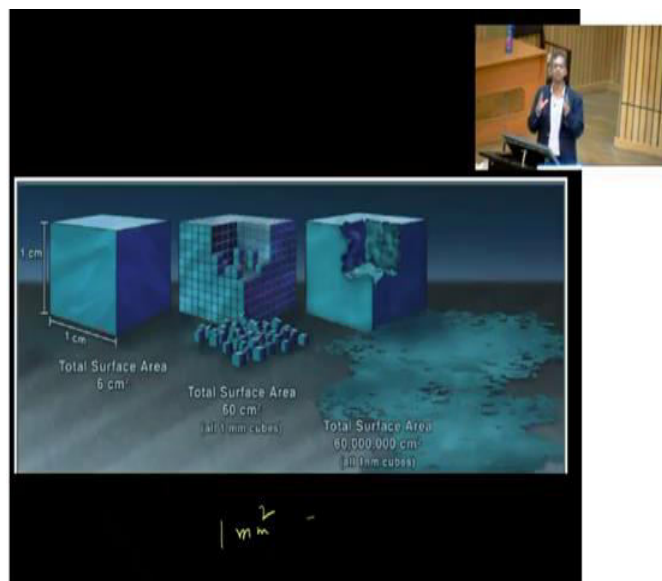 1 cm
1 cm
Total Surface Area
6 cm²
Total Surface Area
60 cm²
(all 1 mm cubes)
Total Surface Area
60,000,000 cm²
(all 1nm cubes)
1 mm² -